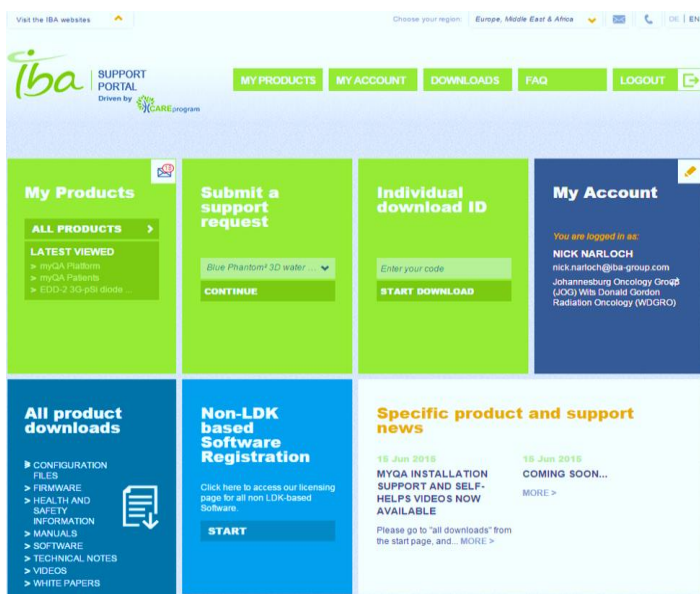 Visit the IBA websites
Choose your region: Europe, Middle East & Africa
DE | EN
iba
SUPPORT
PORTAL
Driven by
CAREprogram
MY PRODUCTS
MY ACCOUNT
DOWNLOADS
FAQ
LOGOUT
My Products
ALL PRODUCTS >
LATEST VIEWED
> myQA Platform
> myQA Patients
> EDD-2 3G-pSi diode ...
Submit a
support
request
Blue Phantom² 3D water ...
CONTINUE
Individual
download ID
Enter your code
START DOWNLOAD
My Account
You are logged in as:
NICK NARLOCH
nick.narloch@iba-group.com
Johannesburg Oncology Group
(JOG) Wits Donald Gordon
Radiation Oncology (WDGRO)
All product
downloads
> CONFIGURATION
FILES
> FIRMWARE
> HEALTH AND
SAFETY
INFORMATION
> MANUALS
> SOFTWARE
> TECHNICAL NOTES
> VIDEOS
> WHITE PAPERS
Non-LDK
based
Software
Registration
Click here to access our licensing
page for all non LDK-based
Software.
START
Specific product and support
news
15 Jun 2015
MYQA INSTALLATION
SUPPORT AND SELF-
HELPS VIDEOS NOW
AVAILABLE
Please go to "all downloads" from
the start page, and... MORE >
15 Jun 2015
COMING SOON...
MORE >